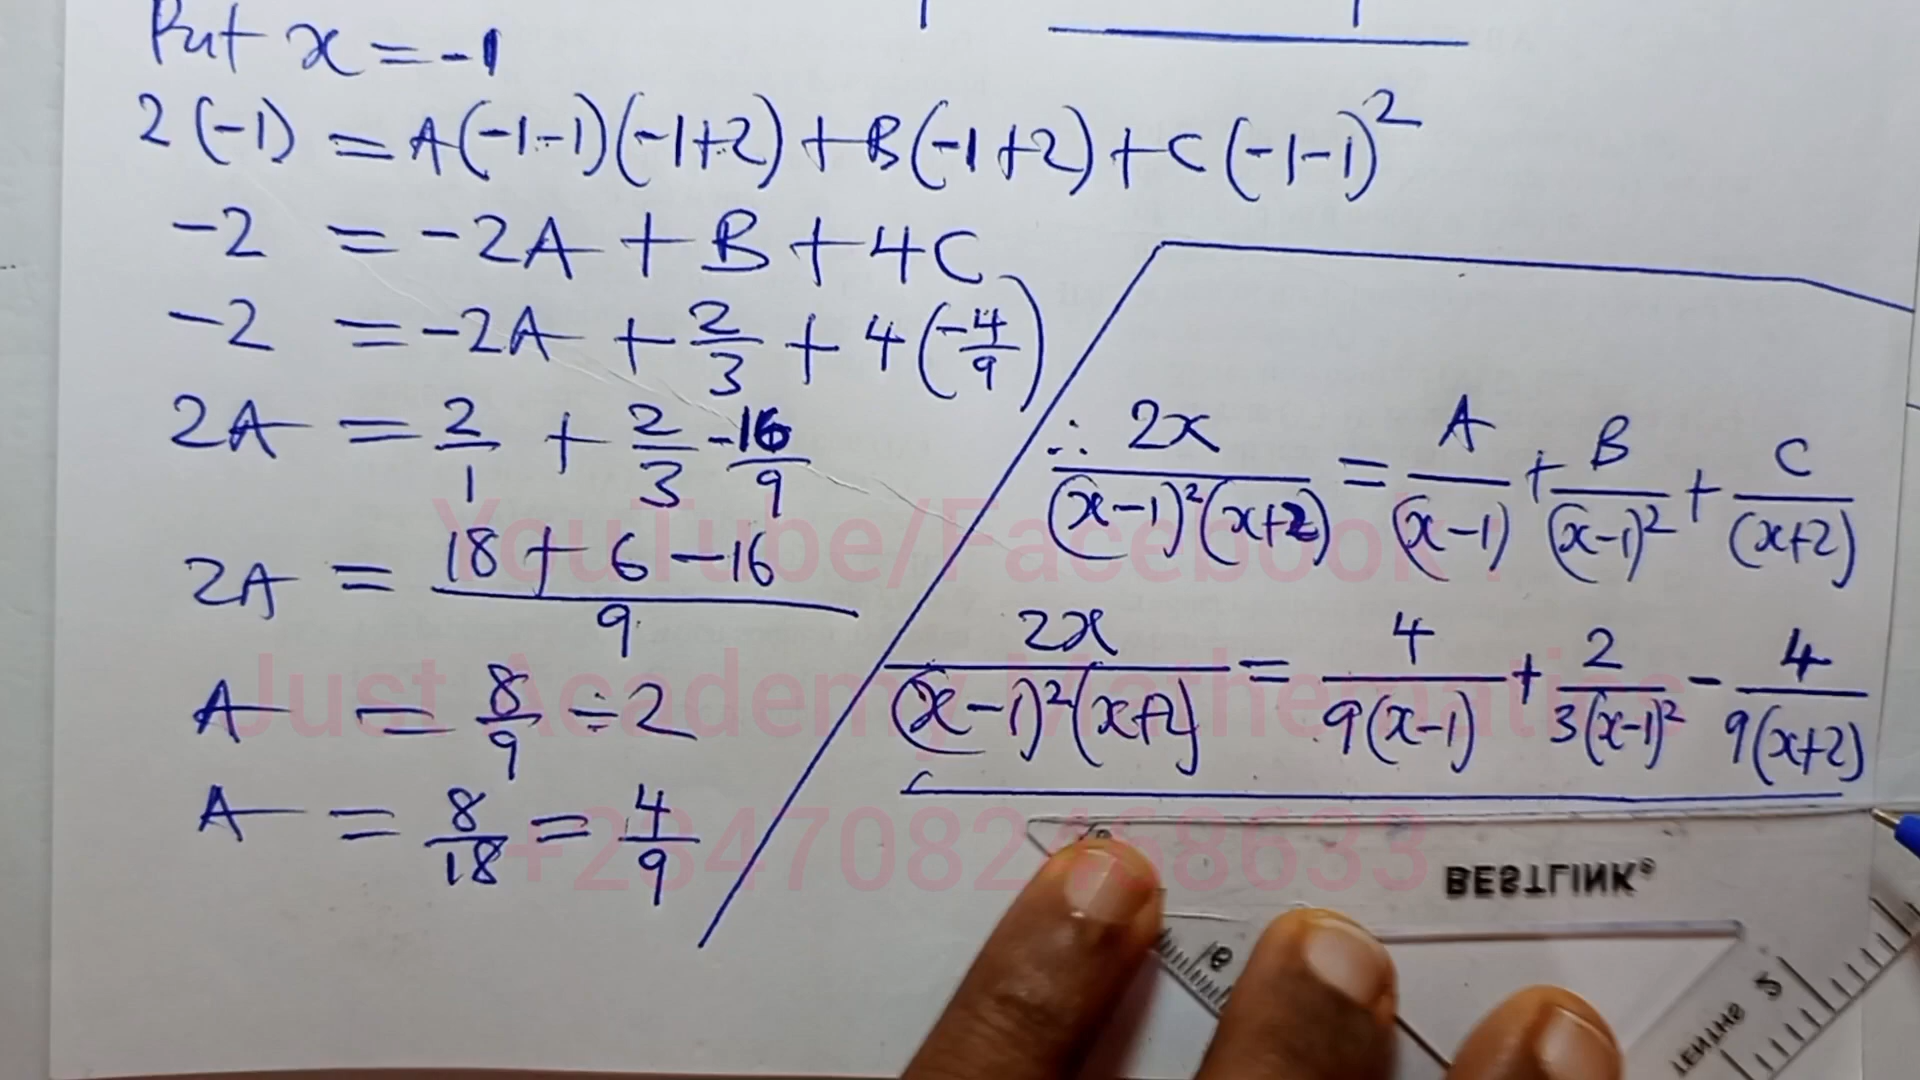 Put x = -1
2(-1) = A(-1-1)(-1+2) + B(-1+2) + C(-1-1)²
-2 = -2A + B + 4C
-2 = -2A + 2/3 + 4(-4/9)
2A = 2/1 + 2/3 - 16/9
2A = (18 + 6 - 16)/9
A = 8/9 ÷ 2
A = 8/18 = 4/9
∴ 2x/((x-1)²(x+2)) = A/(x-1) + B/(x-1)² + C/(x+2)
2x/((x-1)²(x+2)) = 4/(9(x-1)) + 2/(3(x-1)²) - 4/(9(x+2))
YouTube/Facebook :
Just Academy Mathematics
+2347082468633
BESTLINK®